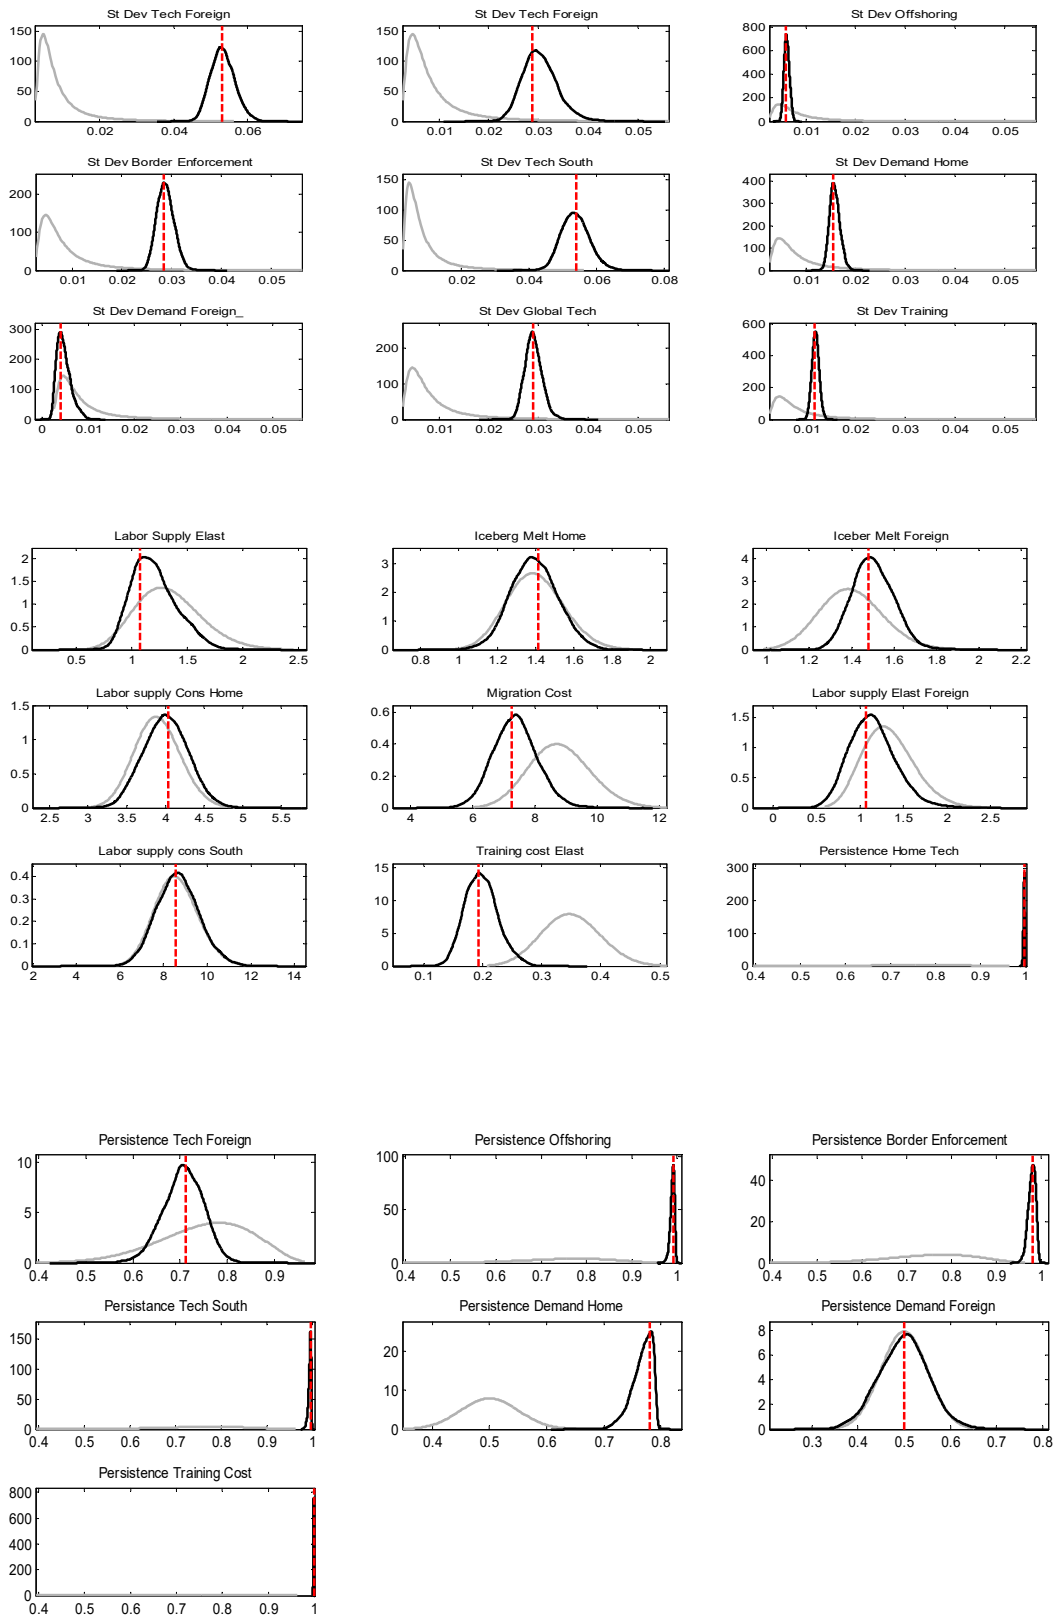 St Dev Tech Foreign St Dev Tech Foreign St Dev Offshoring
150 150 800
100 100 600
400
50 50 200
0 0 0
0.02 0.04 0.06 0.01 0.02 0.03 0.04 0.05 0.01 0.02 0.03 0.04 0.05
St Dev Border Enforcement St Dev Tech South St Dev Demand Home
200 150 400
100 300
100 200
50 100
0 0 0
0.01 0.02 0.03 0.04 0.05 0.02 0.04 0.06 0.08 0.01 0.02 0.03 0.04 0.05
St Dev Demand Foreign_ St Dev Global Tech St Dev Training
300 200 600
200 400
100 100 200
0 0 0
0 0.01 0.02 0.03 0.04 0.05 0.01 0.02 0.03 0.04 0.05 0.01 0.02 0.03 0.04 0.05
Labor Supply Elast Iceberg Melt Home Iceber Melt Foreign
2 3 4
1.5 3
1 2 2
0.5 1 1
0 0 0
0.5 1 1.5 2 2.5 0.8 1 1.2 1.4 1.6 1.8 2 1 1.2 1.4 1.6 1.8 2 2.2
Labor supply Cons Home Migration Cost Labor supply Elast Foreign
1.5 0.6 1.5
1 0.4 1
0.5 0.2 0.5
0 0 0
2.5 3 3.5 4 4.5 5 5.5 4 6 8 10 12 0 0.5 1 1.5 2 2.5
Labor supply cons South Training cost Elast Persistence Home Tech
0.4 15 300
0.3 10 200
0.2 5 100
0.1
0 0 0
2 4 6 8 10 12 14 0.1 0.2 0.3 0.4 0.5 0.4 0.5 0.6 0.7 0.8 0.9 1
Persistence Tech Foreign Persistence Offshoring Persistence Border Enforcement
10 100 40
5 50 20
0 0 0
0.4 0.5 0.6 0.7 0.8 0.9 0.4 0.5 0.6 0.7 0.8 0.9 1 0.4 0.5 0.6 0.7 0.8 0.9 1
Persistance Tech South Persistence Demand Home Persistence Demand Foreign
150 20 8
100 6
50 10 4
2
0 0 0
0.4 0.5 0.6 0.7 0.8 0.9 1 0.4 0.5 0.6 0.7 0.8 0.3 0.4 0.5 0.6 0.7 0.8
Persistence Training Cost
800
600
400
200
0
0.4 0.5 0.6 0.7 0.8 0.9 1